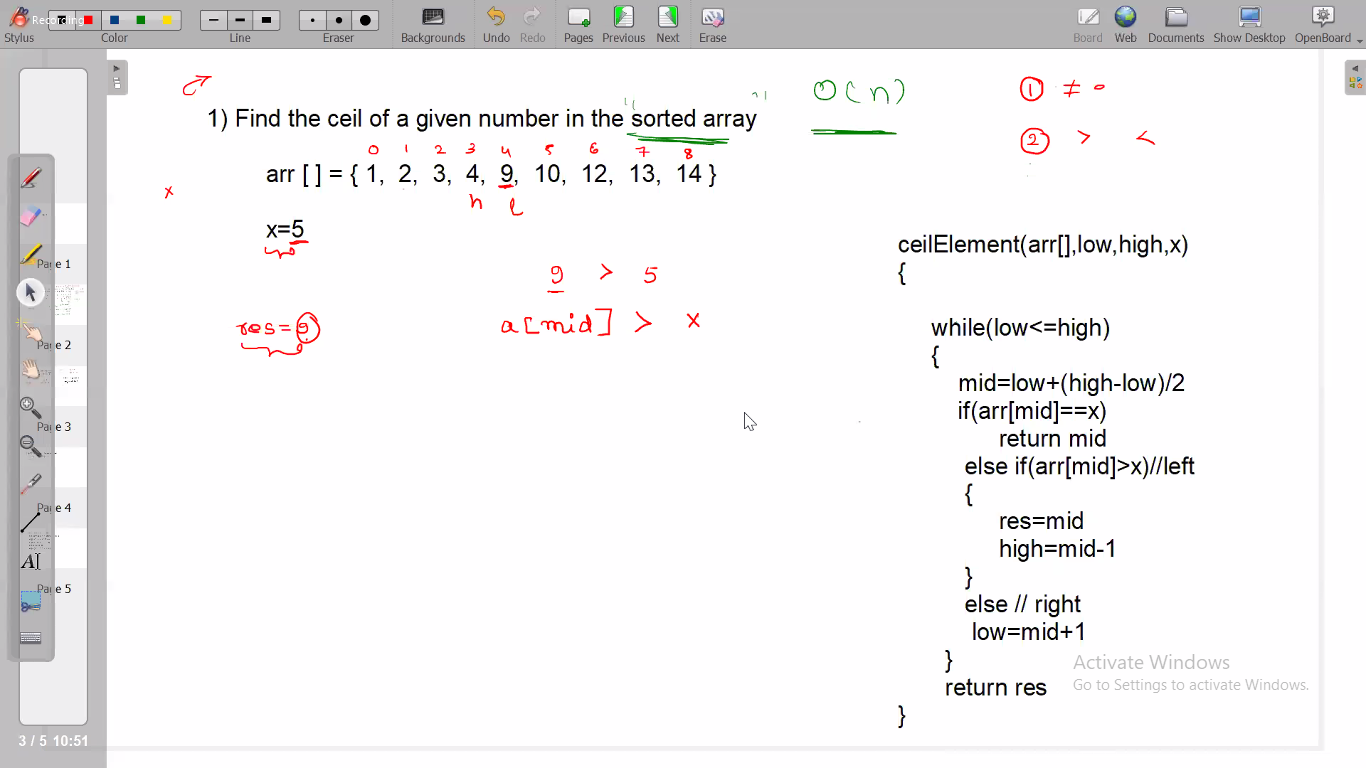 Recording
Stylus
Color
Line
Eraser
Backgrounds
Undo
Redo
Pages
Previous
Next
Erase
Board
Web
Documents
Show Desktop
OpenBoard
O(n)
① ≠ 0
1) Find the ceil of a given number in the "sorted array"
② > <
0 1 2 3 4 5 6 7 8
arr [ ] = { 1, 2, 3, 4, 9, 10, 12, 13, 14 }
x
h l
x=5
9 > 5
res=9
a[mid] > x
ceilElement(arr[],low,high,x)
{
while(low<=high)
{
mid=low+(high-low)/2
if(arr[mid]==x)
return mid
else if(arr[mid]>x)//left
{
res=mid
high=mid-1
}
else // right
low=mid+1
}
return res
}
Page 1
Page 2
Page 3
Page 4
Page 5
3 / 5 10:51
Activate Windows
Go to Settings to activate Windows.